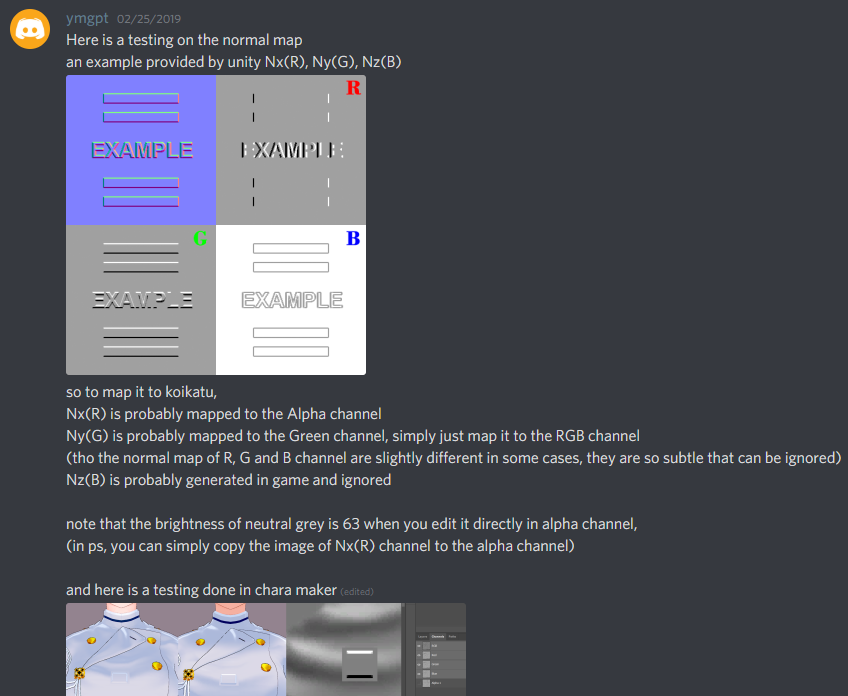 ymgpt 02/25/2019
Here is a testing on the normal map
an example provided by unity Nx(R), Ny(G), Nz(B)
R
EXAMPLE EXAMPLE
G B
EXAMPLE EXAMPLE
so to map it to koikatu,
Nx(R) is probably mapped to the Alpha channel
Ny(G) is probably mapped to the Green channel, simply just map it to the RGB channel
(tho the normal map of R, G and B channel are slightly different in some cases, they are so subtle that can be ignored)
Nz(B) is probably generated in game and ignored
note that the brightness of neutral grey is 63 when you edit it directly in alpha channel,
(in ps, you can simply copy the image of Nx(R) channel to the alpha channel)
and here is a testing done in chara maker (edited)